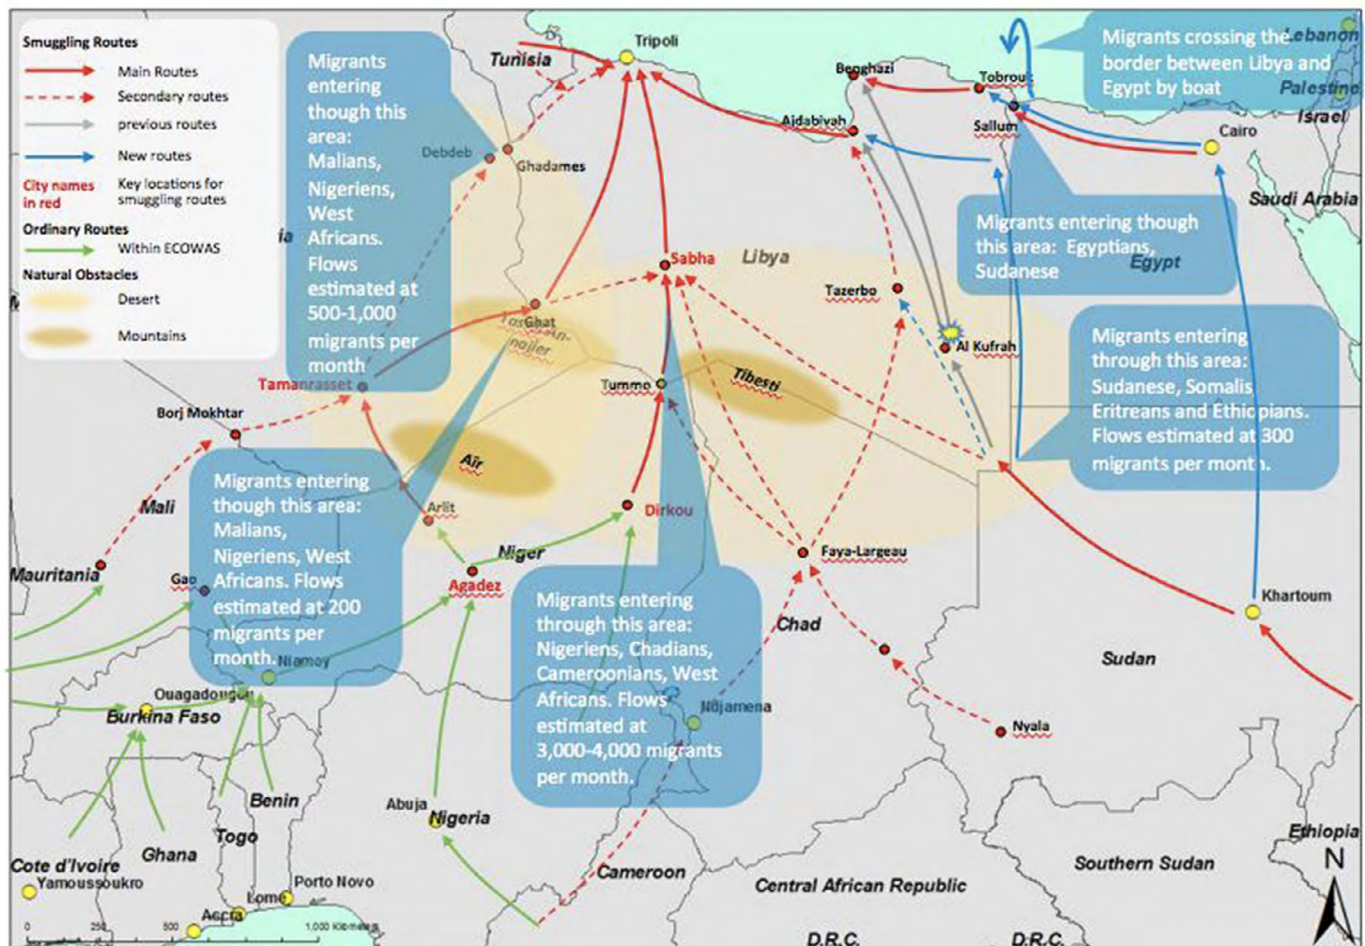 Smuggling Routes
Main Routes
Secondary routes
previous routes
New routes
City names
in red
Key locations for
smuggling routes
Ordinary Routes
Within ECOWAS
Natural Obstacles
Desert
Mountains
Migrants
entering
though this
area:
Malians,
Nigeriens,
West
Africans.
Flows
estimated at
500-1,000
migrants per
month
Tunisia
Tripoli
Benghazi
Tobrouk
Migrants crossing the
border between Libya and
Egypt by boat
Lebanon
Palestine
Israel
Ajdabiyah
Sallum
Cairo
Debdeb
Ghadames
Saudi Arabia
Migrants entering though
this area: Egyptians,
Sudanese
Egypt
Sabha
Libya
Tazerbo
Ghat
najjer
Al Kufrah
Migrants entering
through this area:
Sudanese, Somalis
Eritreans and Ethiopians.
Flows estimated at 300
migrants per month.
Tamanrasset
Tummo
Tibesti
Borj Mokhtar
Aïr
Migrants entering
though this area:
Malians,
Nigeriens, West
Africans. Flows
estimated at 200
migrants per
month.
Mali
Arlit
Dirkou
Niger
Faya-Largeau
Mauritania
Gao
Agadez
Migrants entering
through this area:
Nigeriens, Chadians,
Cameroonians, West
Africans. Flows
estimated at
3,000-4,000 migrants
per month.
Khartoum
Chad
Niamey
Sudan
Ouagadougou
Burkina Faso
Ndjamena
Nyala
Benin
Abuja
Nigeria
Togo
Ghana
Ethiopia
Cote d'Ivoire
Cameroon
Southern Sudan
N
Yamoussoukro
Porto Novo
Central African Republic
Lome
Accra
0 250 500 1,000 Kilometers
D.R.C.
D.R.C.